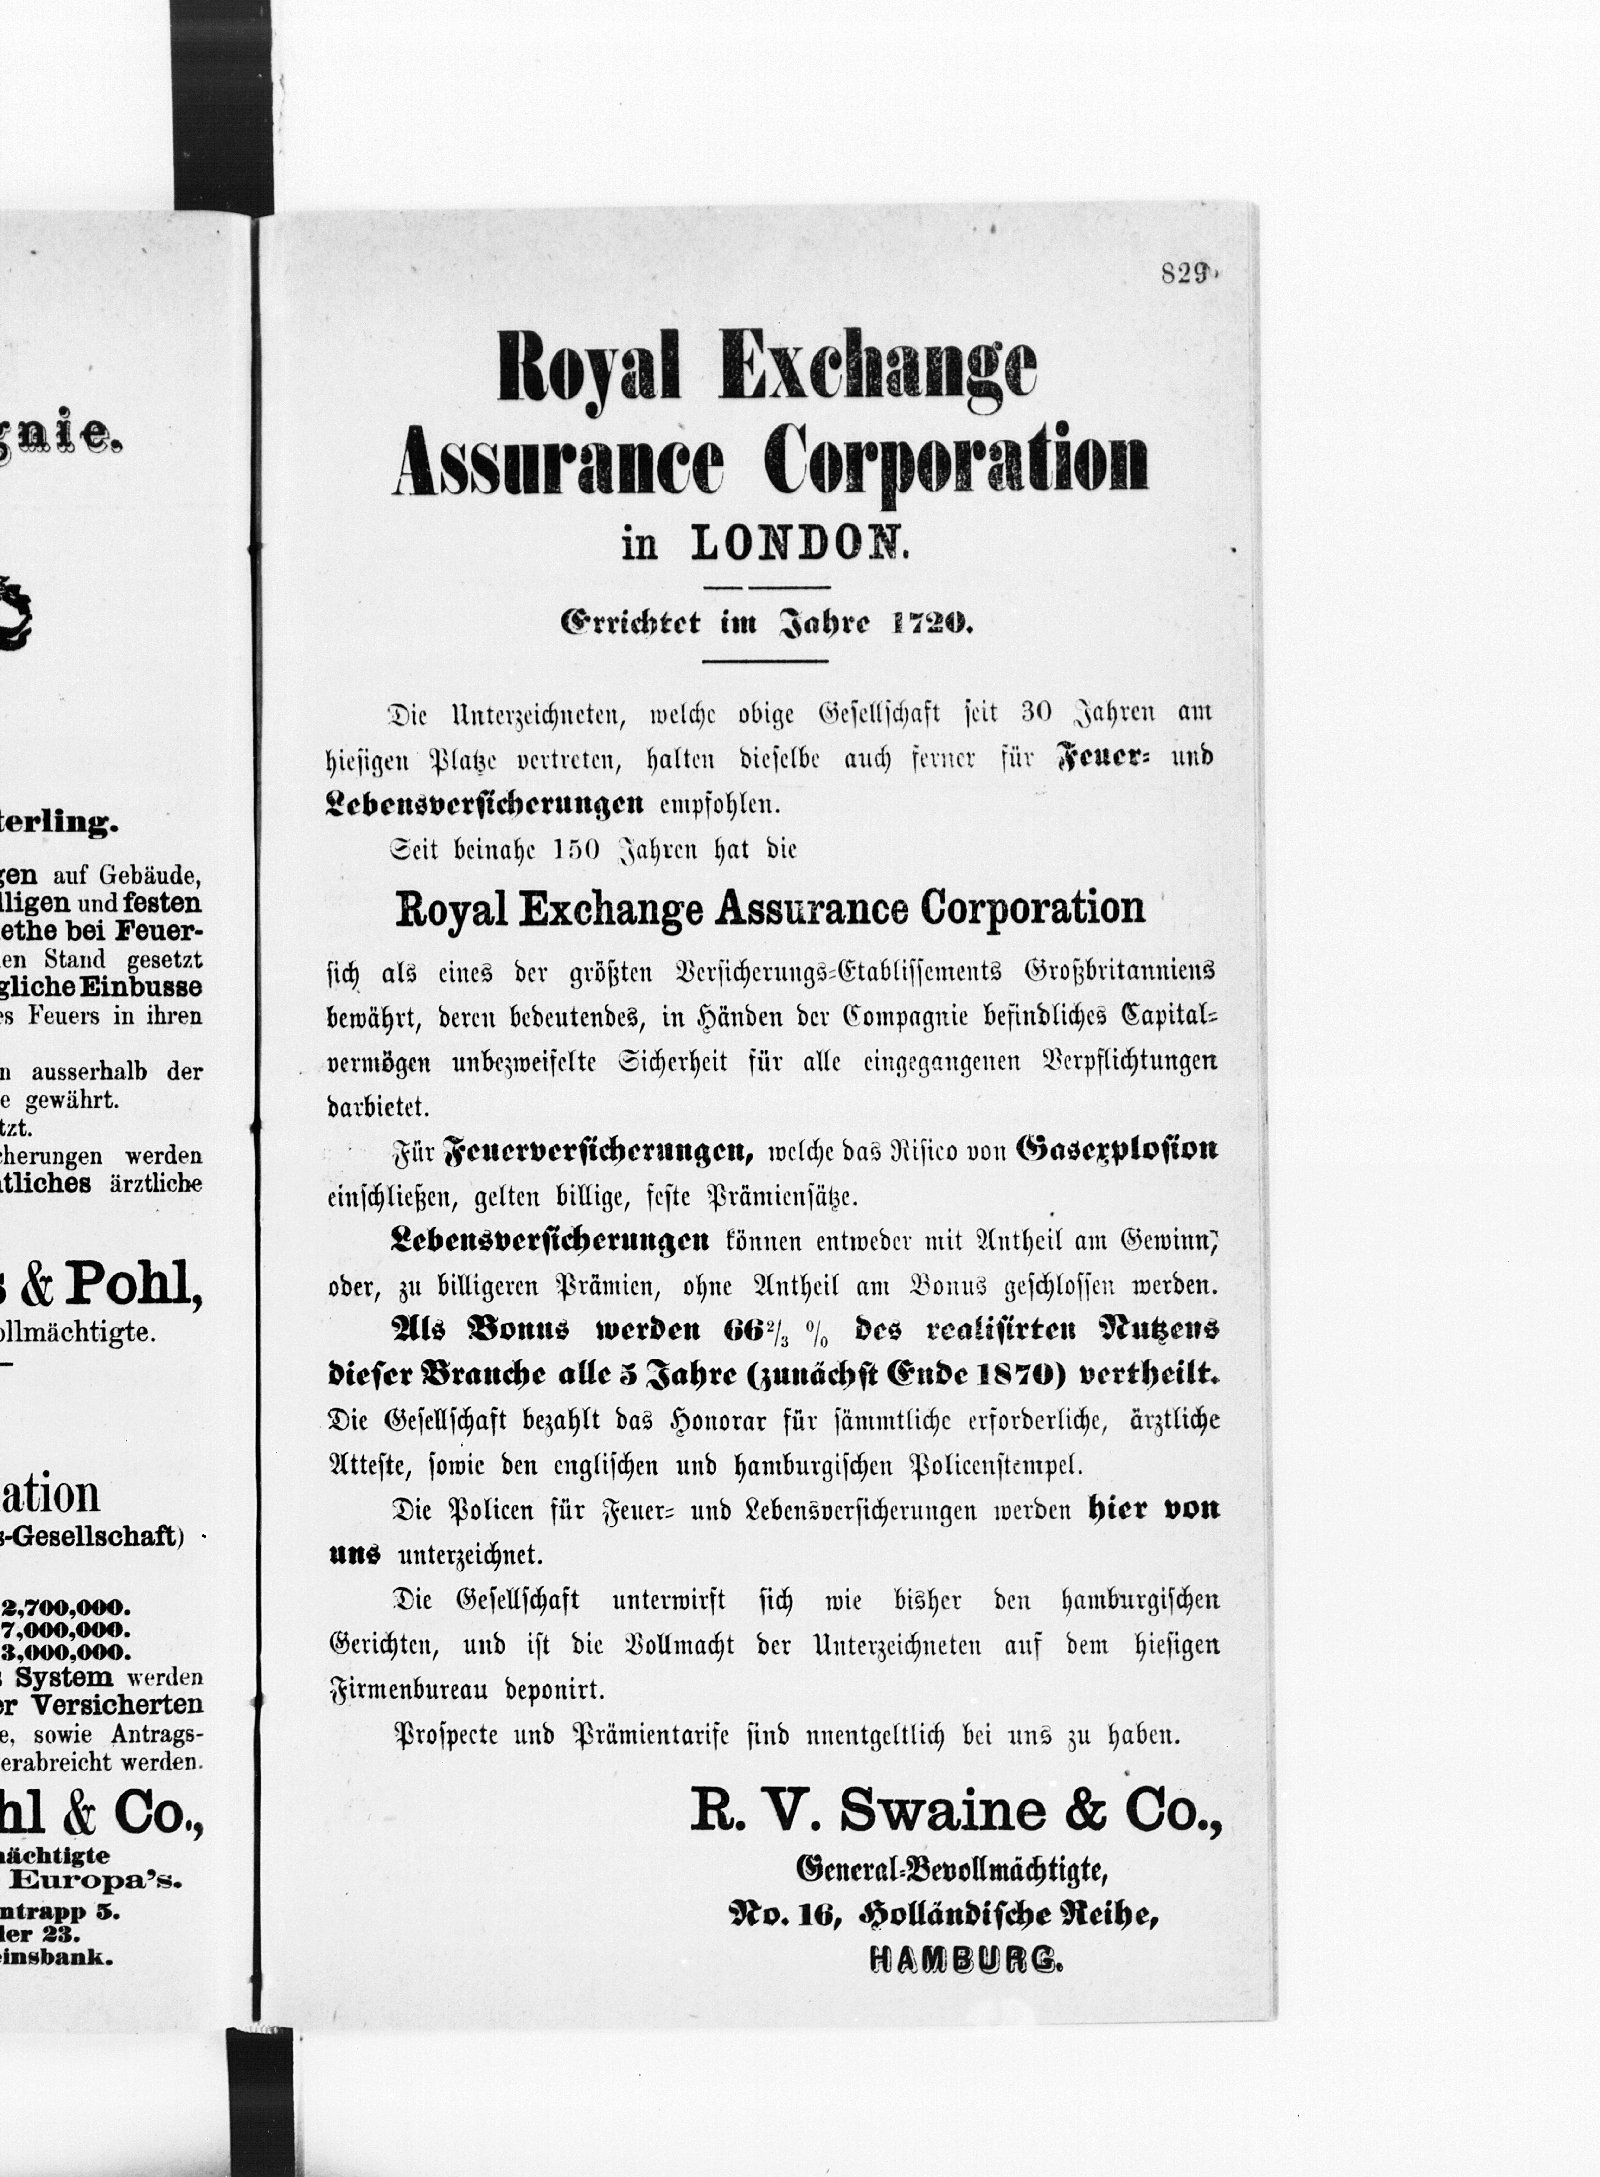 gnie.
terling.
gen auf Gebäude,
lligen und festen
ethe bei Feuer-
en Stand gesetzt
gliche Einbusse
es Feuers in ihren
n ausserhalb der
e gewährt.
tzt.
cherungen werden
tliches ärztliche
s & Pohl,
ollmächtigte.
ation
s-Gesellschaft)
2,700,000.
7,000,000.
3,000,000.
s System werden
er Versicherten
e, sowie Antrags-
erabreicht werden.
hl & Co.,
mächtigte
Europa's.
ntrapp 5.
ler 23.
einsbank.
829
Royal Exchange
Assurance Corporation
in LONDON.
Errichtet im Jahre 1720.
Die Unterzeichneten, welche obige Gesellschaft seit 30 Jahren am
hiesigen Platze vertreten, halten dieselbe auch ferner für Feuer- und
Lebensversicherungen empfohlen.
Seit beinahe 150 Jahren hat die
Royal Exchange Assurance Corporation
sich als eines der größten Versicherungs-Etablissements Großbritanniens
bewährt, deren bedeutendes, in Händen der Compagnie befindliches Capital-
vermögen unbezweifelte Sicherheit für alle eingegangenen Verpflichtungen
darbietet.
Für Feuerversicherungen, welche das Risico von Gasexplosion
einschließen, gelten billige, feste Prämiensätze.
Lebensversicherungen können entweder mit Antheil am Gewinn,
oder, zu billigeren Prämien, ohne Antheil am Bonus geschlossen werden.
Als Bonus werden 66⅔ % des realisirten Nutzens
dieser Branche alle 5 Jahre (zunächst Ende 1870) vertheilt.
Die Gesellschaft bezahlt das Honorar für sämmtliche erforderliche, ärztliche
Atteste, sowie den englischen und hamburgischen Policenstempel.
Die Policen für Feuer- und Lebensversicherungen werden hier von
uns unterzeichnet.
Die Gesellschaft unterwirft sich wie bisher den hamburgischen
Gerichten, und ist die Vollmacht der Unterzeichneten auf dem hiesigen
Firmenbureau deponirt.
Prospecte und Prämientarife sind nnentgeltlich bei uns zu haben.
R. V. Swaine & Co.,
General-Bevollmächtigte,
No. 16, Holländische Reihe,
HAMBURG.